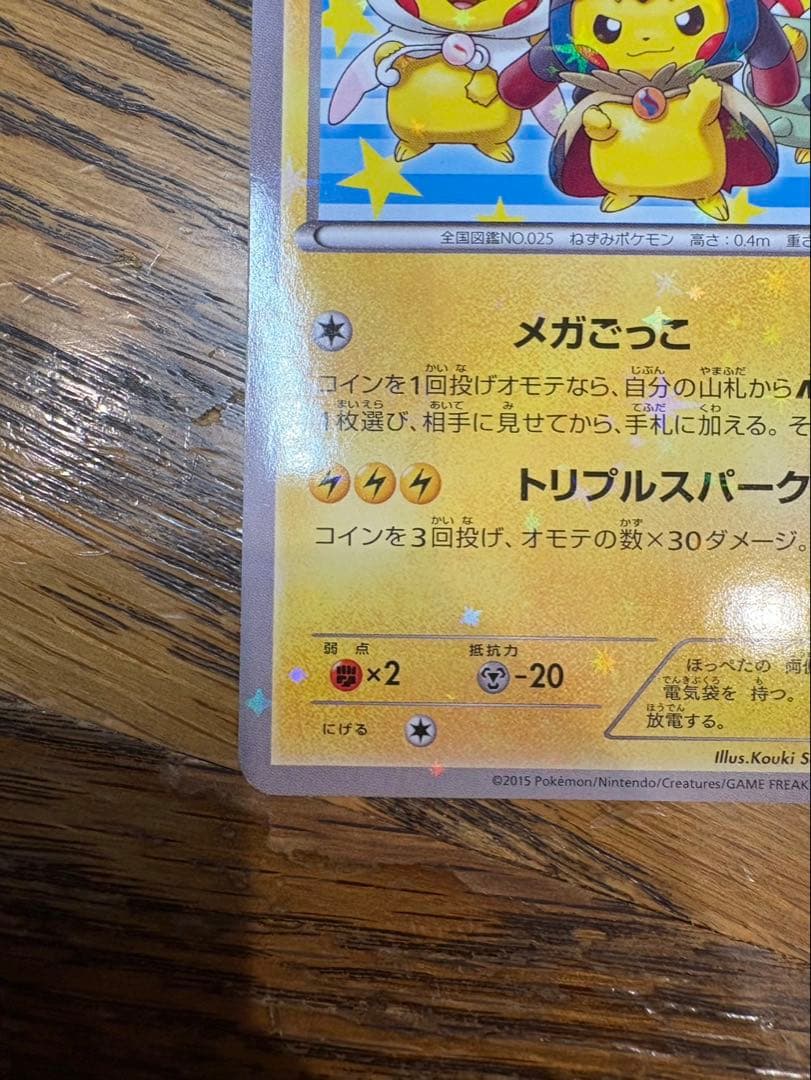 全国図鑑NO.025 ねずみポケモン 高さ：0.4m 重さ
メガごっこ
コインを1回投げオモテなら、自分の山札から
1枚選び、相手に見せてから、手札に加える。そ
トリプルスパーク
コインを3回投げ、オモテの数×30ダメージ。
弱点 抵抗力
×2 -20
にげる
ほっぺたの 両
電気袋を 持つ。
放電する。
Illus.Kouki S
©2015 Pokémon/Nintendo/Creatures/GAME FREAK